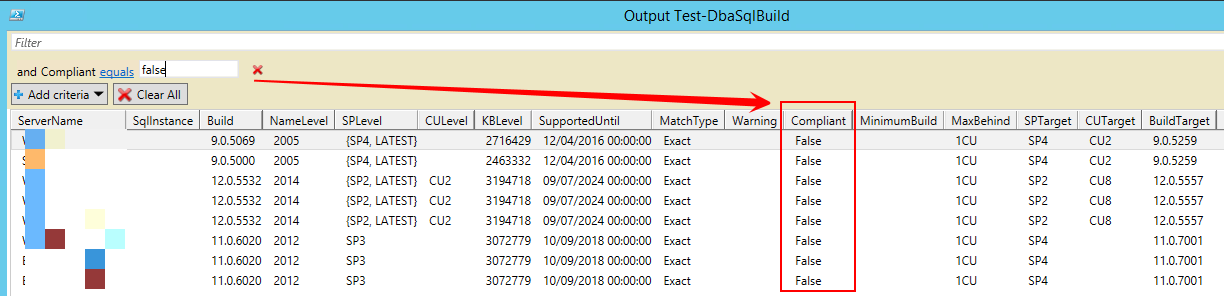 Output Test-DbaSqlBuild
Filter
and Compliant equals false
Add criteria Clear All
ServerName SqlInstance Build NameLevel SPLevel CULevel KBLevel SupportedUntil MatchType Warning Compliant MinimumBuild MaxBehind SPTarget CUTarget BuildTarget
9.0.5069 2005 {SP4, LATEST} 2716429 12/04/2016 00:00:00 Exact False 1CU SP4 CU2 9.0.5259
9.0.5000 2005 {SP4, LATEST} 2463332 12/04/2016 00:00:00 Exact False 1CU SP4 CU2 9.0.5259
12.0.5532 2014 {SP2, LATEST} CU2 3194718 09/07/2024 00:00:00 Exact False 1CU SP2 CU8 12.0.5557
12.0.5532 2014 {SP2, LATEST} CU2 3194718 09/07/2024 00:00:00 Exact False 1CU SP2 CU8 12.0.5557
12.0.5532 2014 {SP2, LATEST} CU2 3194718 09/07/2024 00:00:00 Exact False 1CU SP2 CU8 12.0.5557
11.0.6020 2012 SP3 3072779 10/09/2018 00:00:00 Exact False 1CU SP4 11.0.7001
11.0.6020 2012 SP3 3072779 10/09/2018 00:00:00 Exact False 1CU SP4 11.0.7001
11.0.6020 2012 SP3 3072779 10/09/2018 00:00:00 Exact False 1CU SP4 11.0.7001